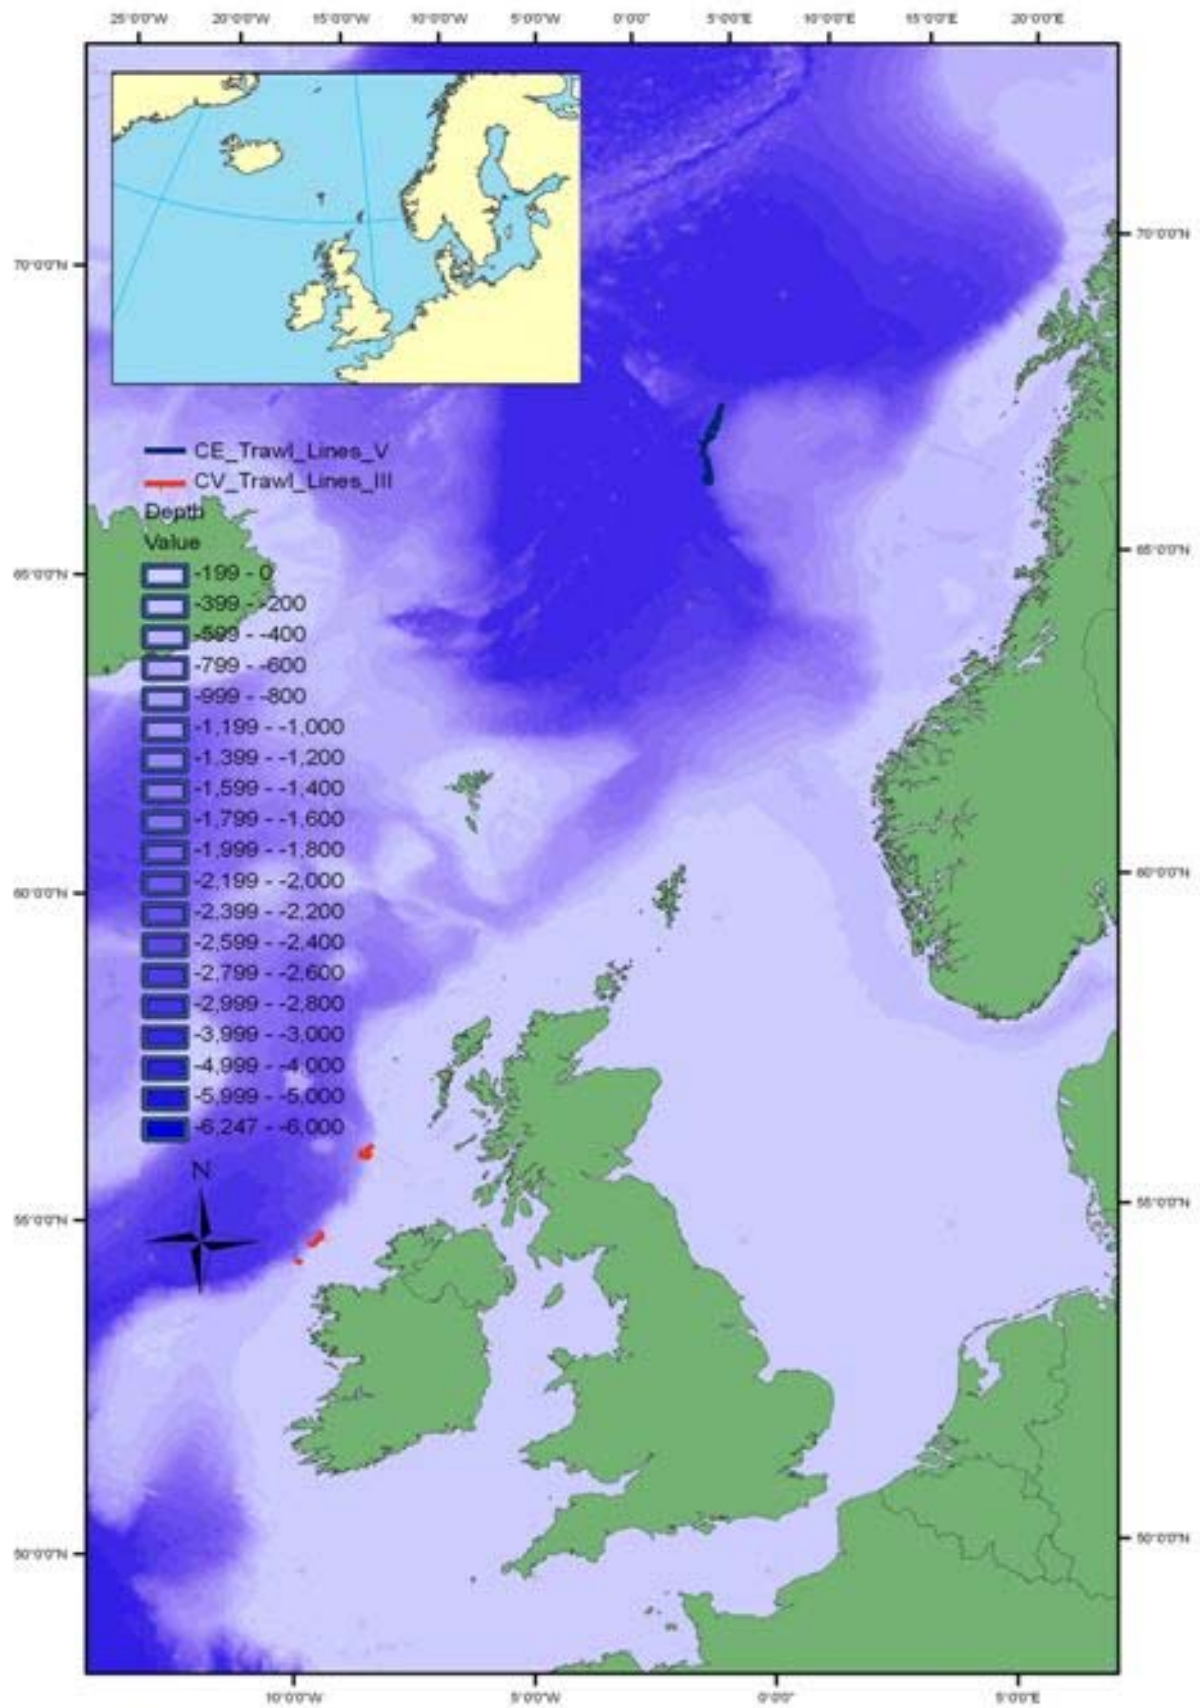 25°0'0"W 20°0'0"W 15°0'0"W 10°0'0"W 5°0'0"W 0°0'0" 5°0'0"E 10°0'0"E 15°0'0"E 20°0'0"E
70°0'0"N
70°0'0"N
CE_Trawl_Lines_V
CV_Trawl_Lines_III
Depth
Value
65°0'0"N
65°0'0"N
-199 - 0
-399 - -200
-599 - -400
-799 - -600
-999 - -800
-1,199 - -1,000
-1,399 - -1,200
-1,599 - -1,400
-1,799 - -1,600
-1,999 - -1,800
-2,199 - -2,000
-2,399 - -2,200
-2,599 - -2,400
-2,799 - -2,600
-2,999 - -2,800
-3,999 - -3,000
-4,999 - -4,000
-5,999 - -5,000
-6,247 - -6,000
60°0'0"N
60°0'0"N
N
55°0'0"N
55°0'0"N
50°0'0"N
50°0'0"N
10°0'0"W 5°0'0"W 0°0'0" 5°0'0"E